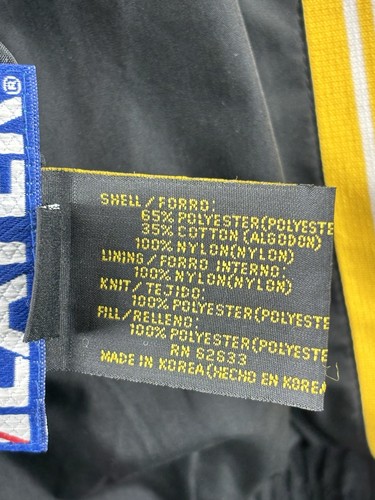 SHELL/FORRO:
65% POLYESTER(POLYESTE
35% COTTON(ALGODON)
100% NYLON(NYLON)
LINING/FORRO INTERNO:
100% NYLON(NYLON)
KNIT/TEJIDO:
100% POLYESTER(POLYESTE
FILL/RELLENO:
100% POLYESTER(POLYESTE
RN 52633
MADE IN KOREA(HECHO EN KOREA